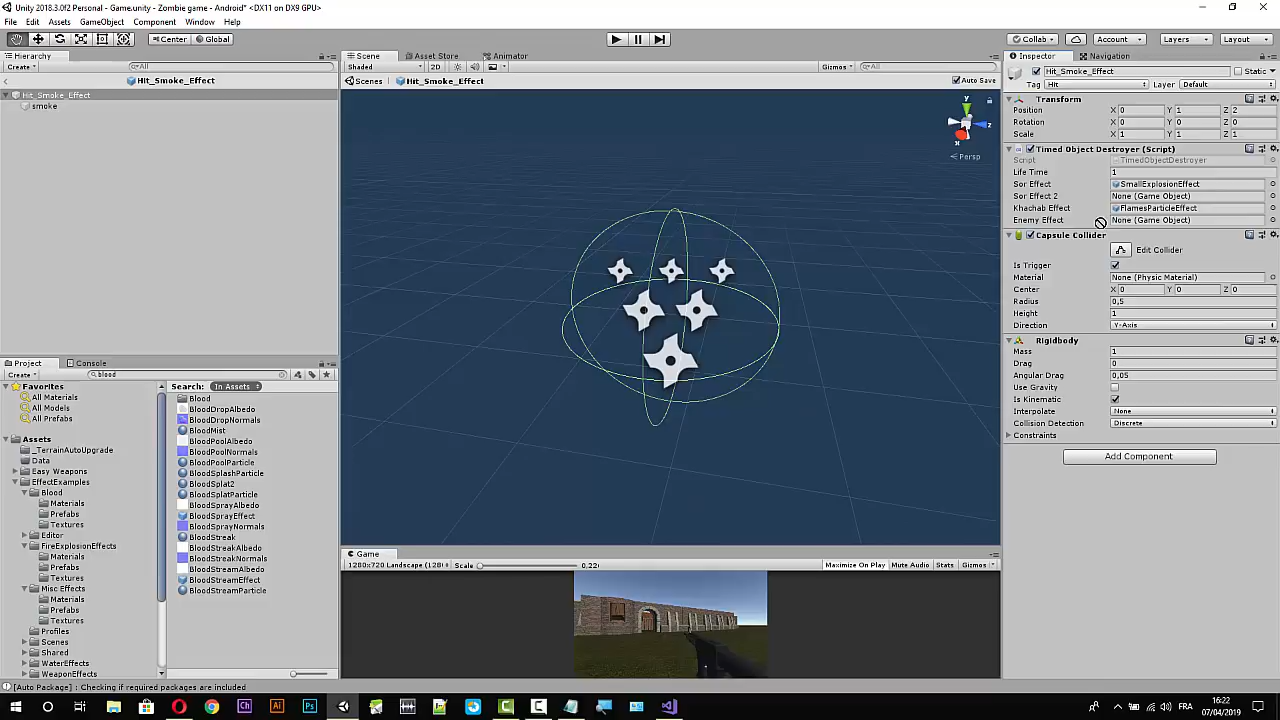 Unity 2018.3.0f2 Personal - Game.unity - Zombie game - Android* <DX11 on DX9 GPU>
File Edit Assets GameObject Component Window Help
Center Global Collab Account Layers Layout
Hierarchy
Create All
Hit_Smoke_Effect
Hit_Smoke_Effect
smoke
Scene Asset Store Animator
Shaded 2D Gizmos All
Scenes Hit_Smoke_Effect Auto Save
y
z
x
Persp
Inspector Navigation
Hit_Smoke_Effect Static
Tag Hit Layer Default
Transform
Position X 0 Y 1 Z 2
Rotation X 0 Y 0 Z 0
Scale X 1 Y 1 Z 1
Timed Object Destroyer (Script)
Script TimedObjectDestroyer
Life Time 1
Sor Effect SmallExplosionEffect
Sor Effect 2 None (Game Object)
Khachab Effect FlamesParticleEffect
Enemy Effect None (Game Object)
Capsule Collider
Edit Collider
Is Trigger
Material None (Physic Material)
Center X 0 Y 0 Z 0
Radius 0,5
Height 1
Direction Y-Axis
Rigidbody
Mass 1
Drag 0
Angular Drag 0,05
Use Gravity
Is Kinematic
Interpolate None
Collision Detection Discrete
Constraints
Add Component
Project Console
Create blood
Favorites
All Materials
All Models
All Prefabs
Assets
_TerrainAutoUpgrade
Data
Easy Weapons
EffectExamples
Blood
Materials
Prefabs
Textures
Editor
FireExplosionEffects
Materials
Prefabs
Textures
Misc Effects
Materials
Prefabs
Textures
Profiles
Scenes
Shared
WaterEffects
WeaponEffects
Search: In Assets
Blood
BloodDropAlbedo
BloodDropNormals
BloodMist
BloodPoolAlbedo
BloodPoolNormals
BloodPoolParticle
BloodSplashParticle
BloodSplat2
BloodSplatParticle
BloodSprayAlbedo
BloodSprayEffect
BloodSprayNormals
BloodStreak
BloodStreakAlbedo
BloodStreakNormals
BloodStreamAlbedo
BloodStreamEffect
BloodStreamParticle
Game
1280x720 Landscape (128( Scale 0,22( Maximize On Play Mute Audio Stats Gizmos
[Auto Package] : Checking if required packages are included
Ch Ai Ps
FRA
16:22
07/04/2019